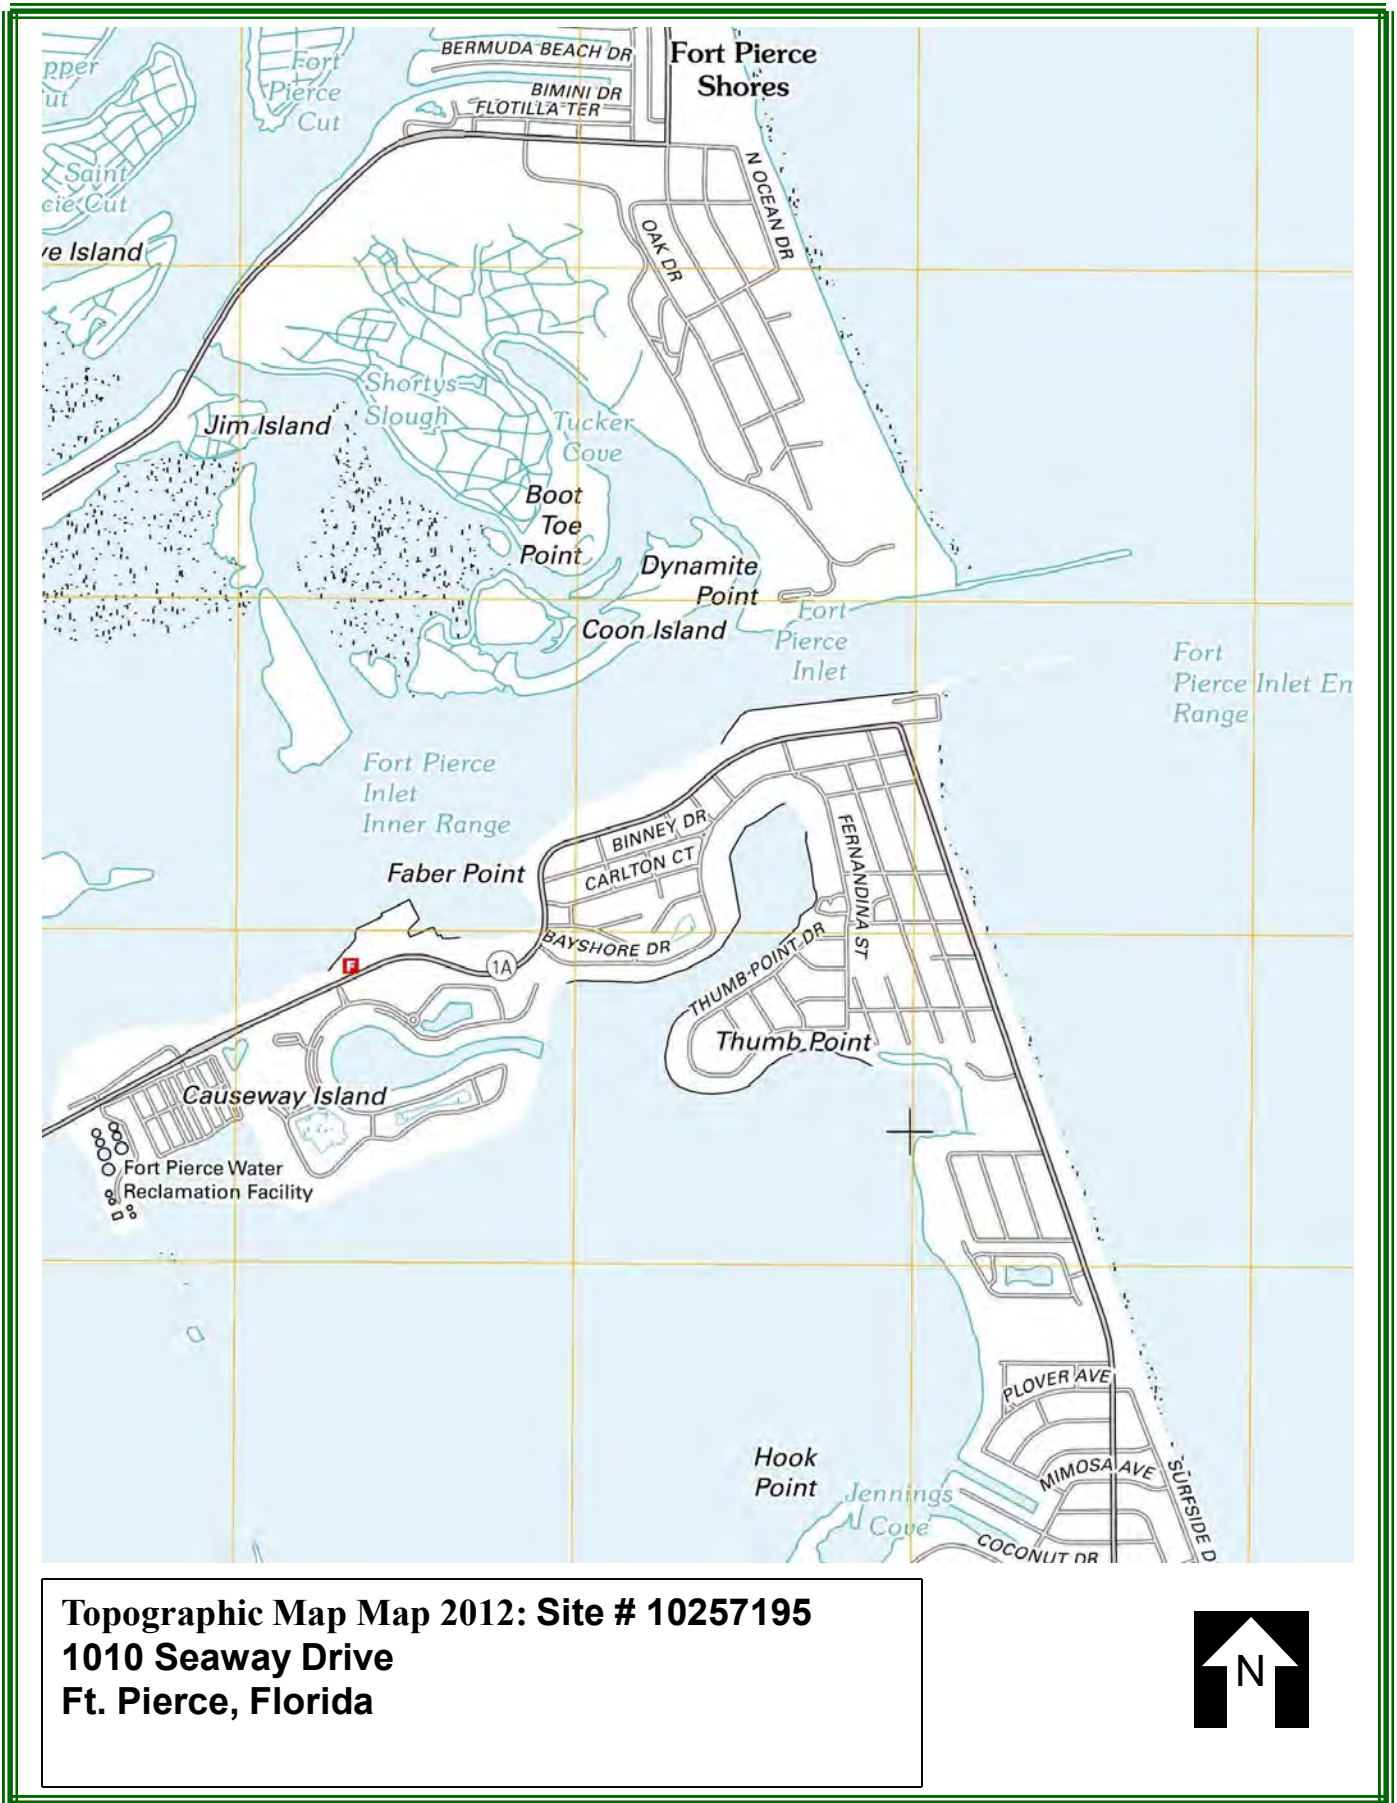 BERMUDA BEACH DR
Fort Pierce
Shores
pper
ut
Fort
Pierce
Cut
BIMINI DR
FLOTILLA TER
Saint
cie Cut
N OCEAN DR
ve Island
OAK DR
Shortys
Slough
Jim Island
Tucker
Cove
Boot
Toe
Point
Dynamite
Point
Fort
Pierce
Inlet
Coon Island
Fort
Pierce Inlet En
Range
Fort Pierce
Inlet
Inner Range
BINNEY DR
FERNANDINA ST
CARLTON CT
Faber Point
BAYSHORE DR
THUMB POINT DR
F
1A
Thumb Point
Causeway Island
Fort Pierce Water
Reclamation Facility
PLOVER AVE
Hook
Point
MIMOSA AVE
SURFSIDE D
Jennings
Cove
COCONUT DR
Topographic Map Map 2012: Site # 10257195
1010 Seaway Drive
Ft. Pierce, Florida
N